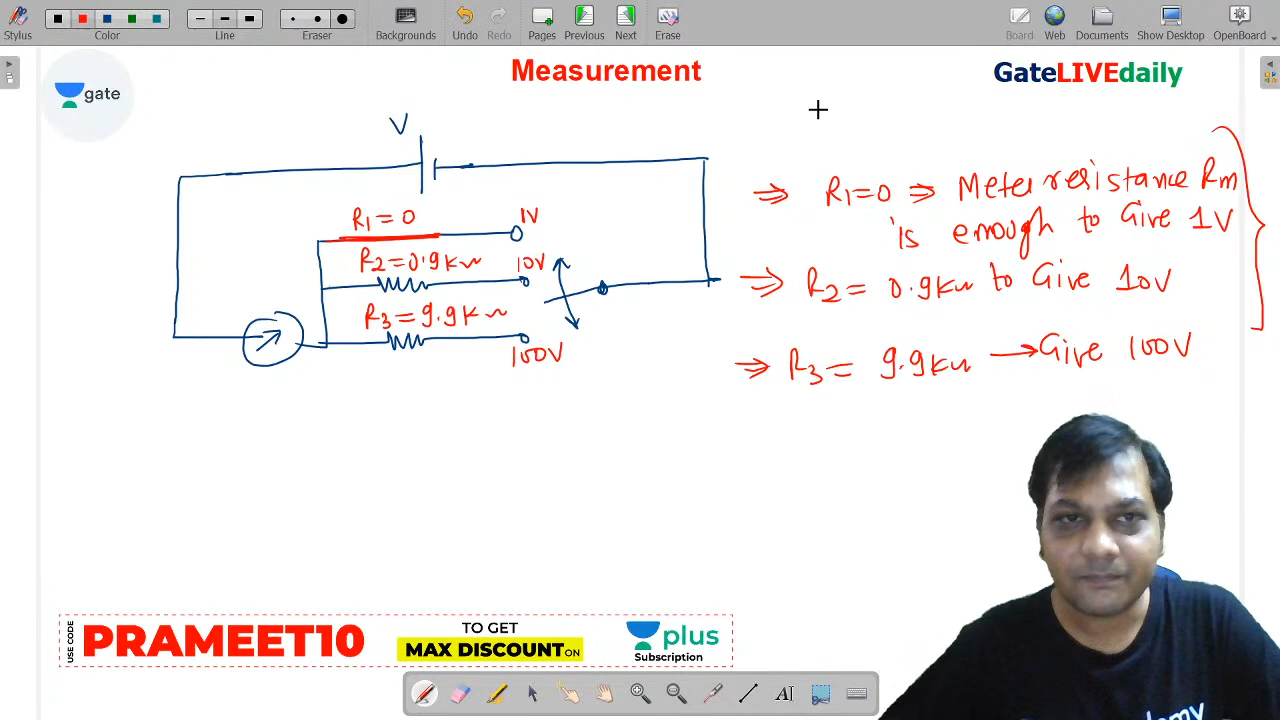 Stylus
Color
Line
Eraser
Backgrounds
Undo
Redo
Pages
Previous
Next
Erase
Board
Web
Documents
Show Desktop
OpenBoard
gate
Measurement
GateLIVEdaily
V
R1=0
1V
R2=0.9kΩ
10V
R3=9.9kΩ
100V
⇒ R1=0 ⇒ Meter resistance Rm
is enough to Give 1V
⇒ R2= 0.9kΩ to Give 10V
⇒ R3= 9.9kΩ → Give 100V
USE CODE
PRAMEET10
TO GET
MAX DISCOUNT ON
plus
Subscription